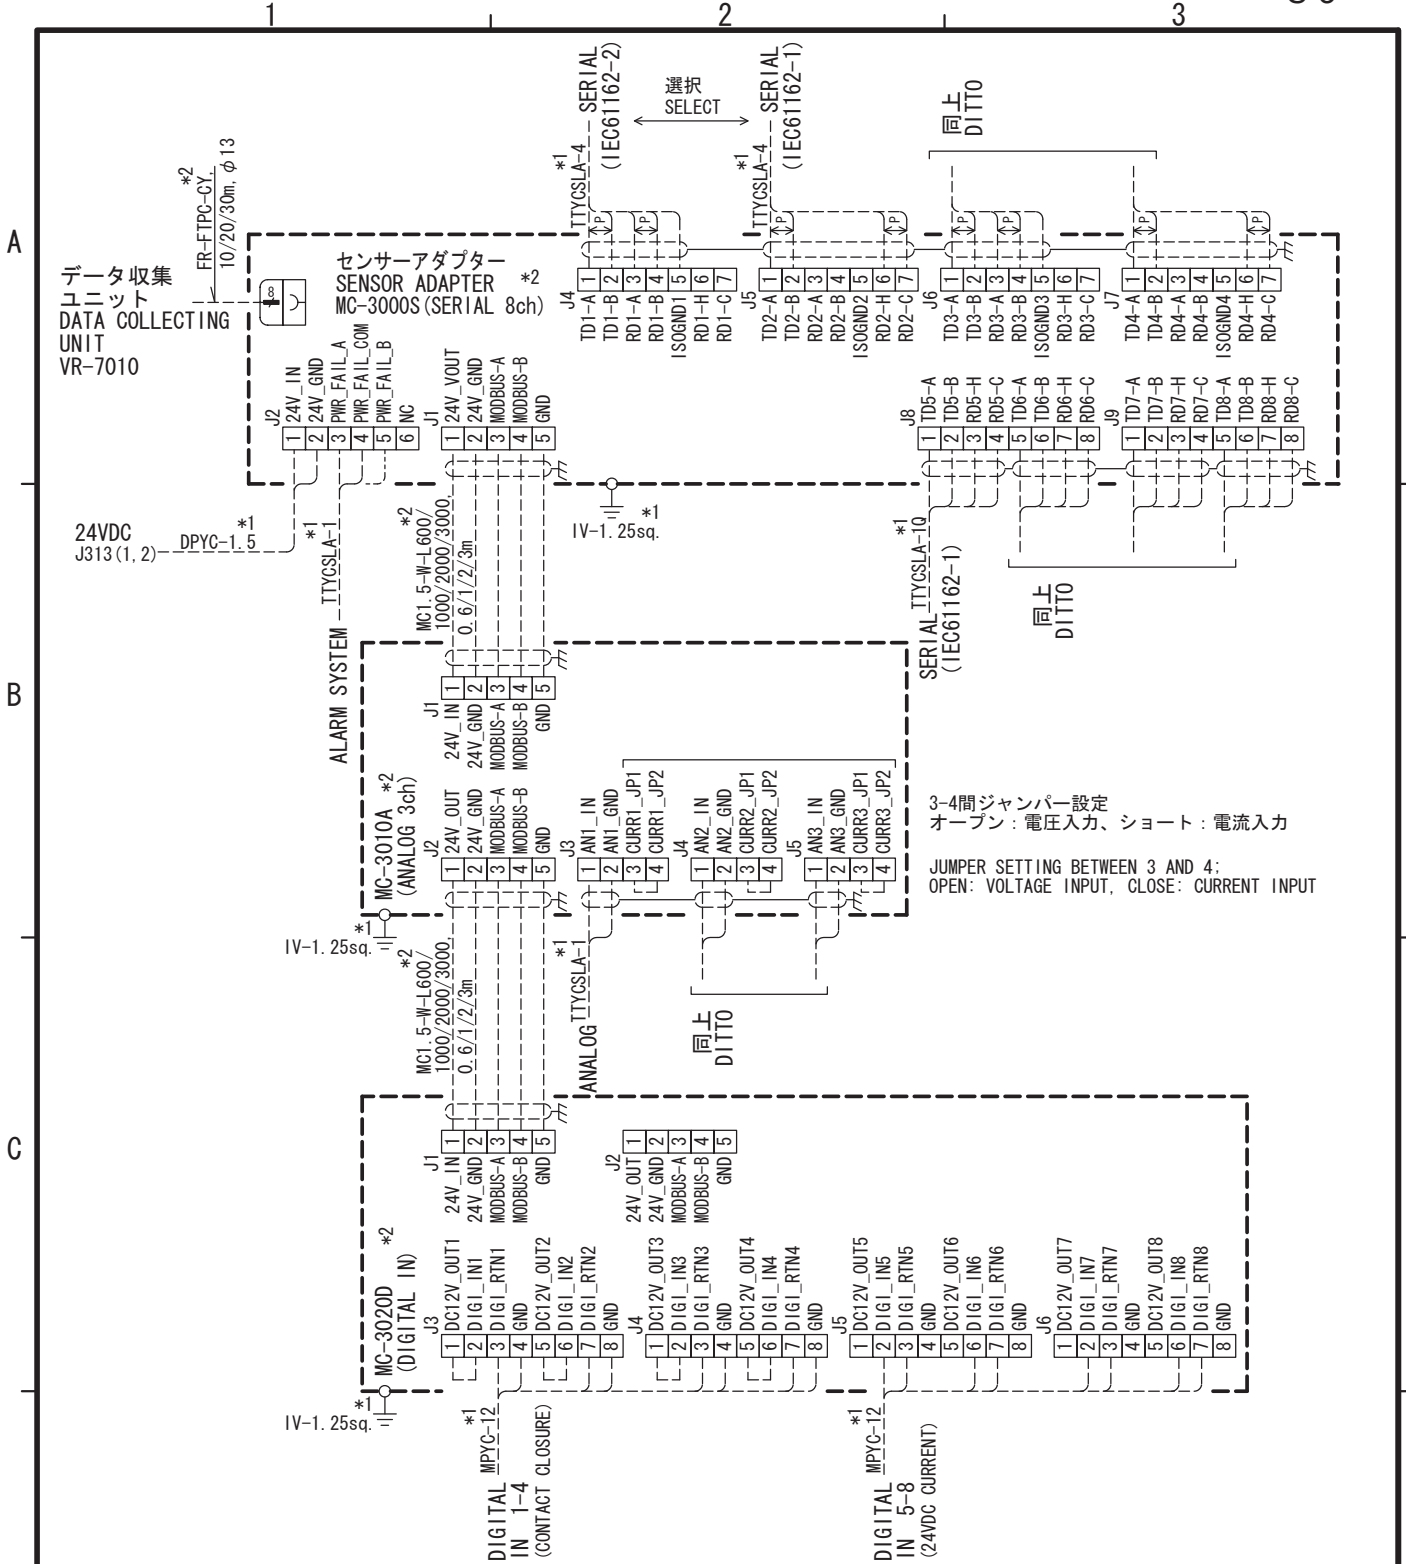 1
2
3
A
B
C
SERIAL
(IEC61162-2)
選択
SELECT
SERIAL
(IEC61162-1)
同上
DITTO
*1
TTYCSLA-4
*1
TTYCSLA-4
*2
FR-FTPC-CY,
10/20/30m, φ13
P
P
P
P
P
P
P
P
データ収集
ユニット
DATA COLLECTING
UNIT
VR-7010
8
センサーアダプター
SENSOR ADAPTER *2
MC-3000S(SERIAL 8ch)
J4
1 2 3 4 5 6 7
TD1-A
TD1-B
RD1-A
RD1-B
ISOGND1
RD1-H
RD1-C
J5
1 2 3 4 5 6 7
TD2-A
TD2-B
RD2-A
RD2-B
ISOGND2
RD2-H
RD2-C
J6
1 2 3 4 5 6 7
TD3-A
TD3-B
RD3-A
RD3-B
ISOGND3
RD3-H
RD3-C
J7
1 2 3 4 5 6 7
TD4-A
TD4-B
RD4-A
RD4-B
ISOGND4
RD4-H
RD4-C
J2
24V_IN
24V_GND
PWR_FAIL_A
PWR_FAIL_COM
PWR_FAIL_B
NC
1 2 3 4 5 6
J1
24V_VOUT
24V_GND
MODBUS-A
MODBUS-B
GND
1 2 3 4 5
J8
TD5-A
TD5-B
RD5-H
RD5-C
TD6-A
TD6-B
RD6-H
RD6-C
1 2 3 4 5 6 7 8
J9
TD7-A
TD7-B
RD7-H
RD7-C
TD8-A
TD8-B
RD8-H
RD8-C
1 2 3 4 5 6 7 8
24VDC
J313(1,2)
*1
DPYC-1.5
*1
TTYCSLA-1
ALARM SYSTEM
*2
MC1.5-W-L600/
1000/2000/3000,
0.6/1/2/3m
*1
IV-1.25sq.
*1
TTYCSLA-1Q
SERIAL
(IEC61162-1)
同上
DITTO
J1
1 2 3 4 5
24V_IN
24V_GND
MODBUS-A
MODBUS-B
GND
MC-3010A *2
(ANALOG 3ch)
J2
24V_OUT
24V_GND
MODBUS-A
MODBUS-B
GND
1 2 3 4 5
J3
AN1_IN
AN1_GND
CURR1_JP1
CURR1_JP2
1 2 3 4
J4
AN2_IN
AN2_GND
CURR2_JP1
CURR2_JP2
1 2 3 4
J5
AN3_IN
AN3_GND
CURR3_JP1
CURR3_JP2
1 2 3 4
3-4間ジャンパー設定
オープン：電圧入力、ショート：電流入力
JUMPER SETTING BETWEEN 3 AND 4;
OPEN: VOLTAGE INPUT, CLOSE: CURRENT INPUT
*1
IV-1.25sq.
*2
MC1.5-W-L600/
1000/2000/3000,
0.6/1/2/3m
*1
TTYCSLA-1
ANALOG
同上
DITTO
J1
1 2 3 4 5
24V_IN
24V_GND
MODBUS-A
MODBUS-B
GND
J2
1 2 3 4 5
24V_OUT
24V_GND
MODBUS-A
MODBUS-B
GND
MC-3020D *2
(DIGITAL IN)
J3
DC12V_OUT1
DIGI_IN1
DIGI_RTN1
GND
DC12V_OUT2
DIGI_IN2
DIGI_RTN2
GND
1 2 3 4 5 6 7 8
J4
DC12V_OUT3
DIGI_IN3
DIGI_RTN3
GND
DC12V_OUT4
DIGI_IN4
DIGI_RTN4
GND
1 2 3 4 5 6 7 8
J5
DC12V_OUT5
DIGI_IN5
DIGI_RTN5
GND
DC12V_OUT6
DIGI_IN6
DIGI_RTN6
GND
1 2 3 4 5 6 7 8
J6
DC12V_OUT7
DIGI_IN7
DIGI_RTN7
GND
DC12V_OUT8
DIGI_IN8
DIGI_RTN8
GND
1 2 3 4 5 6 7 8
*1
IV-1.25sq.
*1
MPYC-12
DIGITAL
IN 1-4
(CONTACT CLOSURE)
*1
MPYC-12
DIGITAL
IN 5-8
(24VDC CURRENT)